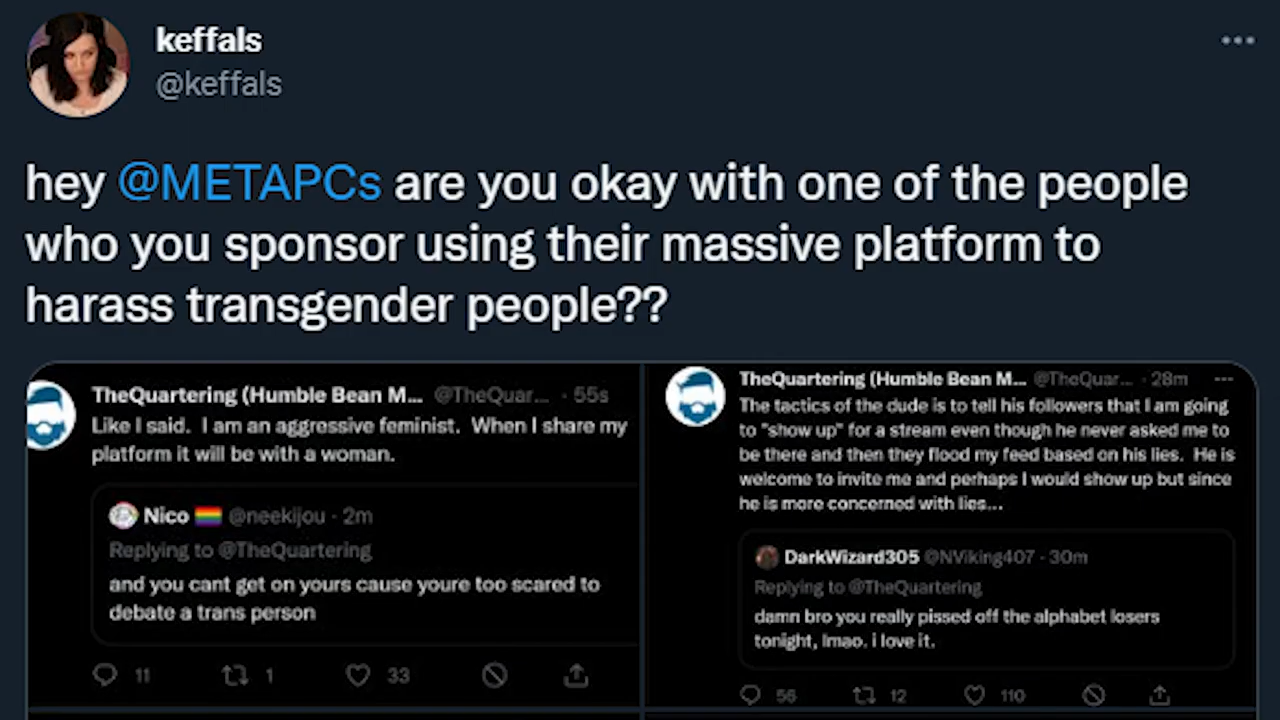 keffals
@keffals
hey @METAPCs are you okay with one of the people
who you sponsor using their massive platform to
harass transgender people??
TheQuartering (Humble Bean M... @TheQuar... · 55s
Like I said. I am an aggressive feminist. When I share my
platform it will be with a woman.
Nico @neekijou · 2m
Replying to @TheQuartering
and you cant get on yours cause youre too scared to
debate a trans person
11 1 33
TheQuartering (Humble Bean M... @TheQuar... · 28m
The tactics of the dude is to tell his followers that I am going
to "show up" for a stream even though he never asked me to
be there and then they flood my feed based on his lies. He is
welcome to invite me and perhaps I would show up but since
he is more concerned with lies...
DarkWizard305 @NViking407 · 30m
Replying to @TheQuartering
damn bro you really pissed off the alphabet losers
tonight, lmao. i love it.
56 12 110